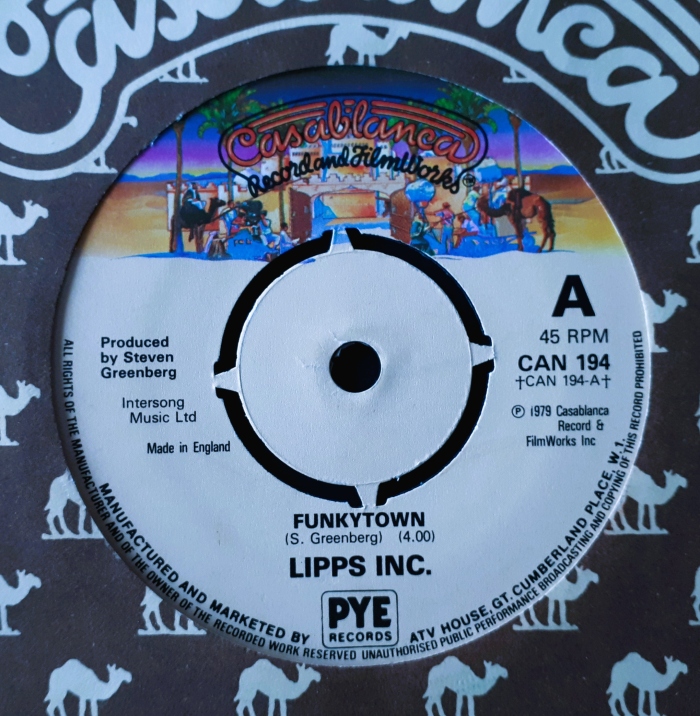 Casablanca
Casablanca
Record and FilmWorks
A
45 RPM
CAN 194
†CAN 194-A†
Produced
by Steven
Greenberg
Intersong
Music Ltd
Made in England
℗ 1979 Casablanca
Record &
FilmWorks Inc
FUNKYTOWN
(S. Greenberg) (4.00)
LIPPS INC.
PYE
RECORDS
MANUFACTURED AND MARKETED BY
ATV HOUSE, GT. CUMBERLAND PLACE, W.1.
ALL RIGHTS OF THE MANUFACTURER AND OF THE OWNER OF THE RECORDED WORK RESERVED UNAUTHORISED PUBLIC PERFORMANCE BROADCASTING AND COPYING OF THIS RECORD PROHIBITED